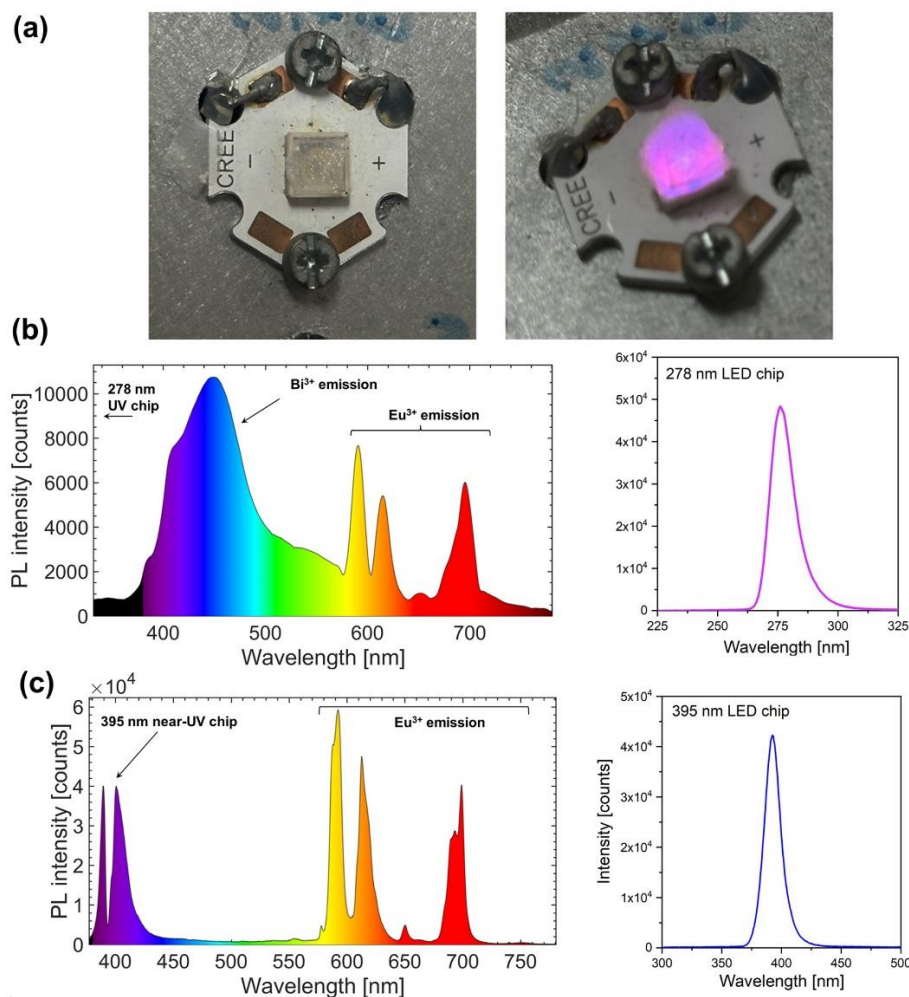 (a)
CREE
-
+
CREE
-
+
(b)
PL intensity [counts]
10000
8000
6000
4000
2000
0
278 nm
UV chip
Bi³⁺ emission
Eu³⁺ emission
400
500
600
700
Wavelength [nm]
278 nm LED chip
6x10⁴
5x10⁴
4x10⁴
3x10⁴
2x10⁴
1x10⁴
0
225
250
275
300
325
Wavelength [nm]
(c)
× 10⁴
PL intensity [counts]
6
5
4
3
2
1
0
395 nm near-UV chip
Eu³⁺ emission
400
450
500
550
600
650
700
750
Wavelength [nm]
395 nm LED chip
Intensity [counts]
5x10⁴
4x10⁴
3x10⁴
2x10⁴
1x10⁴
0
300
350
400
450
500
Wavelength [nm]